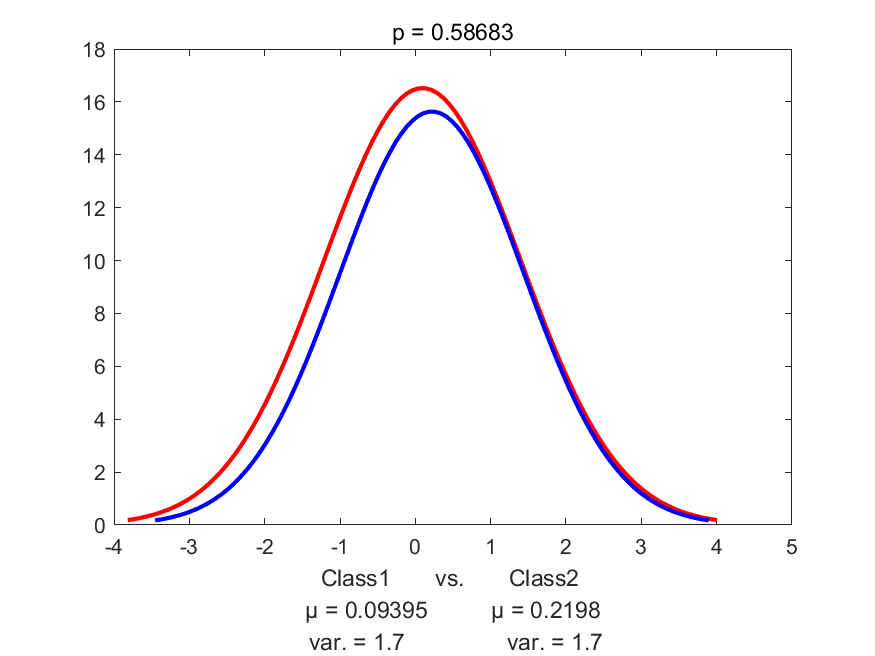 p = 0.58683
18
16
14
12
10
8
6
4
2
0
-4 -3 -2 -1 0 1 2 3 4 5
Class1 vs. Class2
μ = 0.09395 μ = 0.2198
var. = 1.7 var. = 1.7